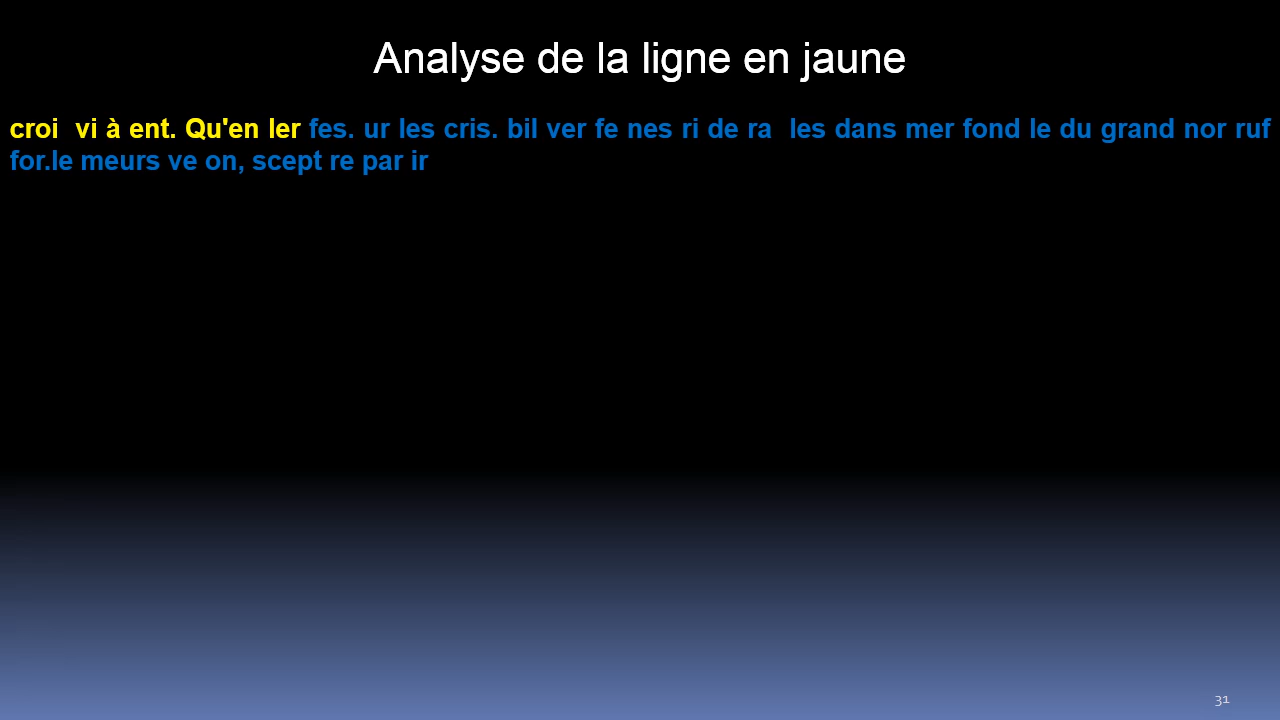 Analyse de la ligne en jaune
croi  vi à ent. Qu'en ler fes. ur les cris. bil ver fe nes ri de ra  les dans mer fond le du grand nor ruf
for.le meurs ve on, scept re par ir
31